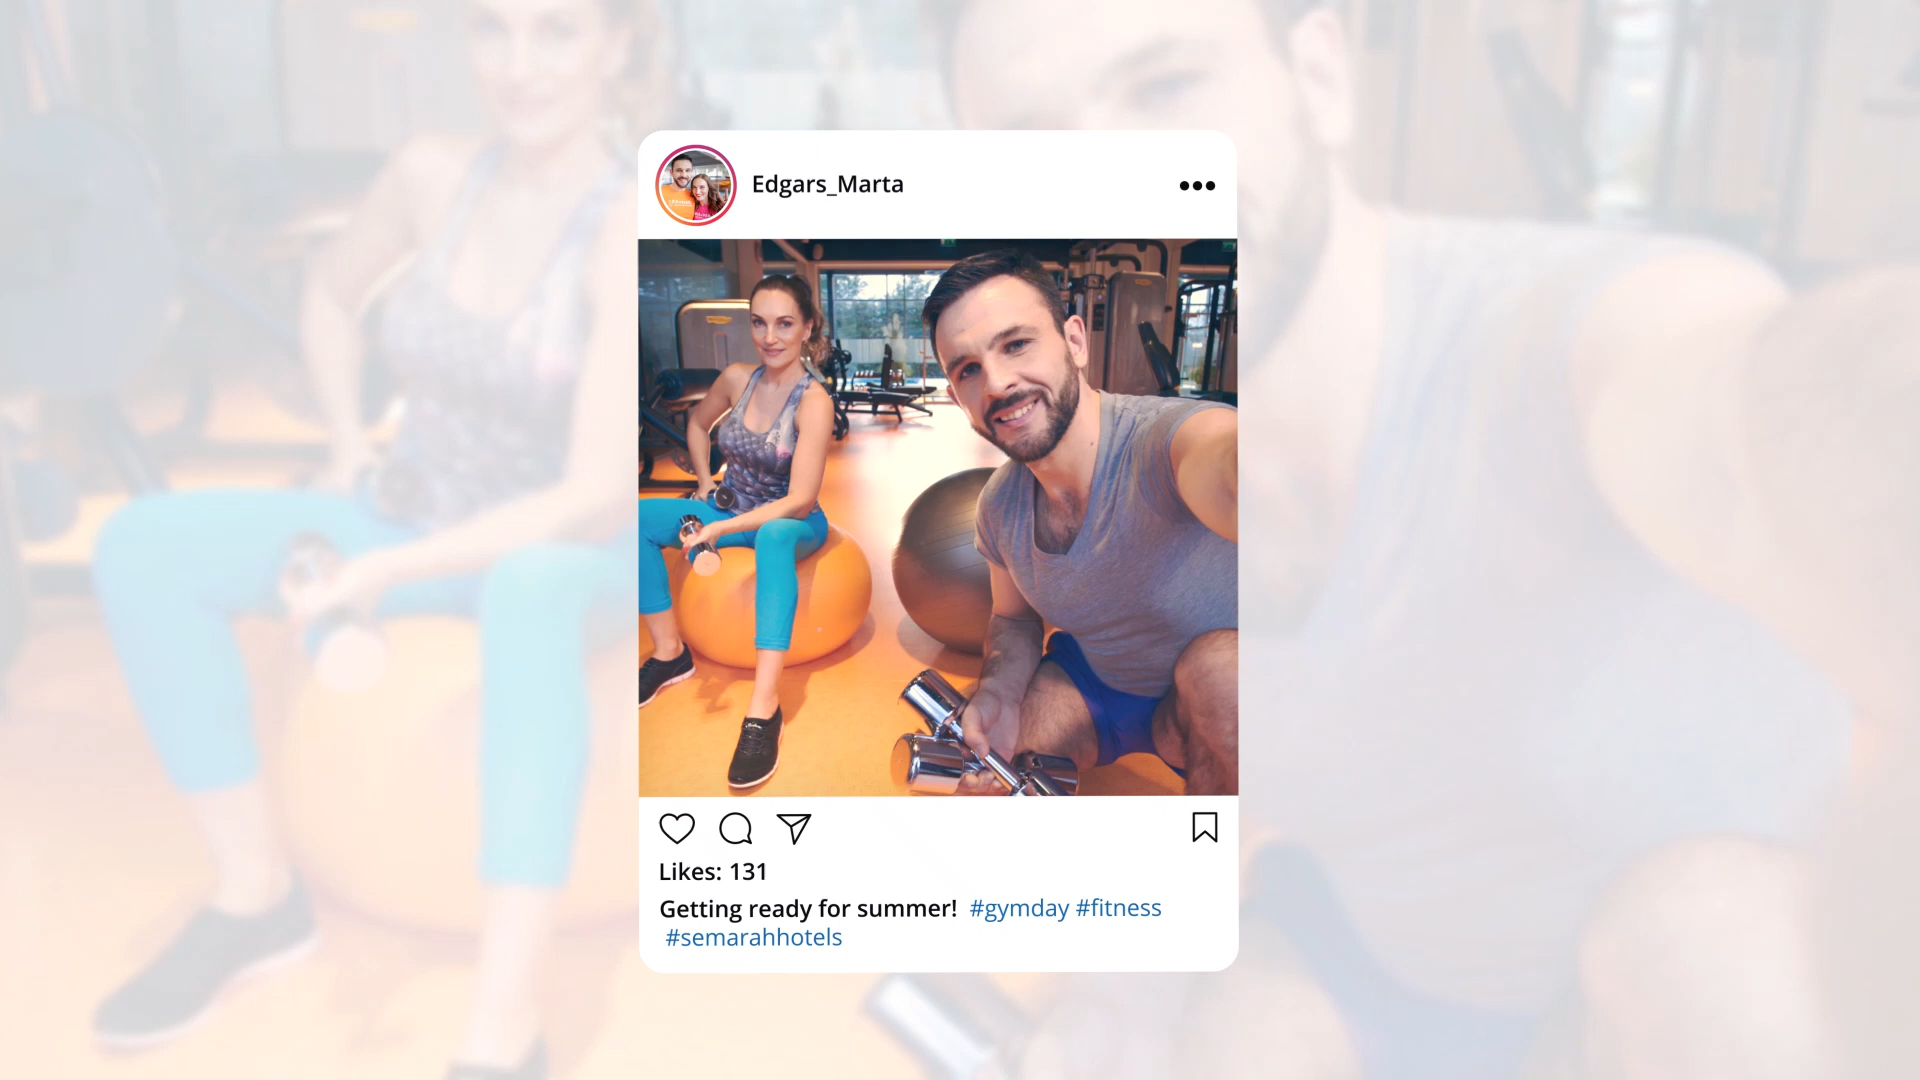 Edgars_Marta
Likes: 131
Getting ready for summer! #gymday #fitness
#semarahhotels